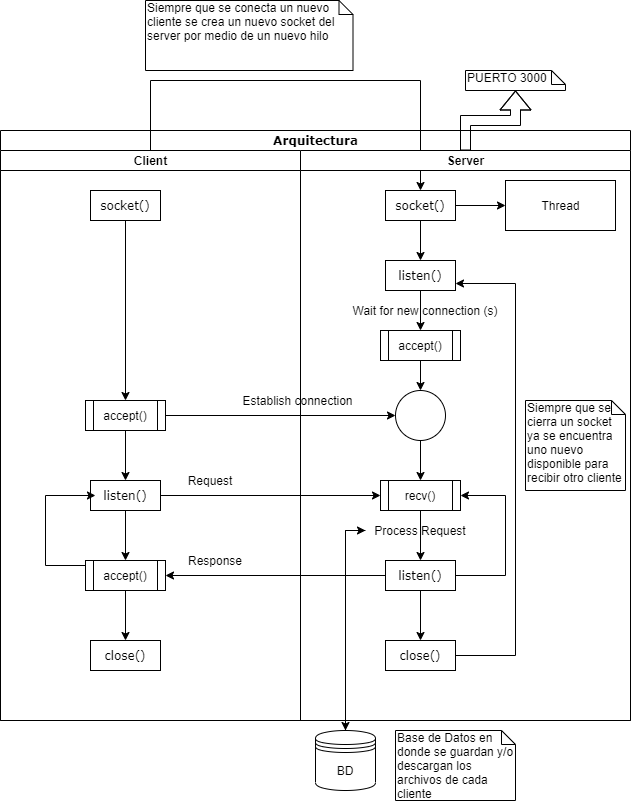 Siempre que se conecta un nuevo
cliente se crea un nuevo socket del
server por medio de un nuevo hilo
PUERTO 3000
Arquitectura
Client
Server
socket()
socket()
Thread
listen()
Wait for new connection (s)
accept()
Establish connection
accept()
Siempre que se
cierra un socket
ya se encuentra
uno nuevo
disponible para
recibir otro cliente
Request
listen()
recv()
Process Request
Response
accept()
listen()
close()
close()
BD
Base de Datos en
donde se guardan y/o
descargan los
archivos de cada
cliente